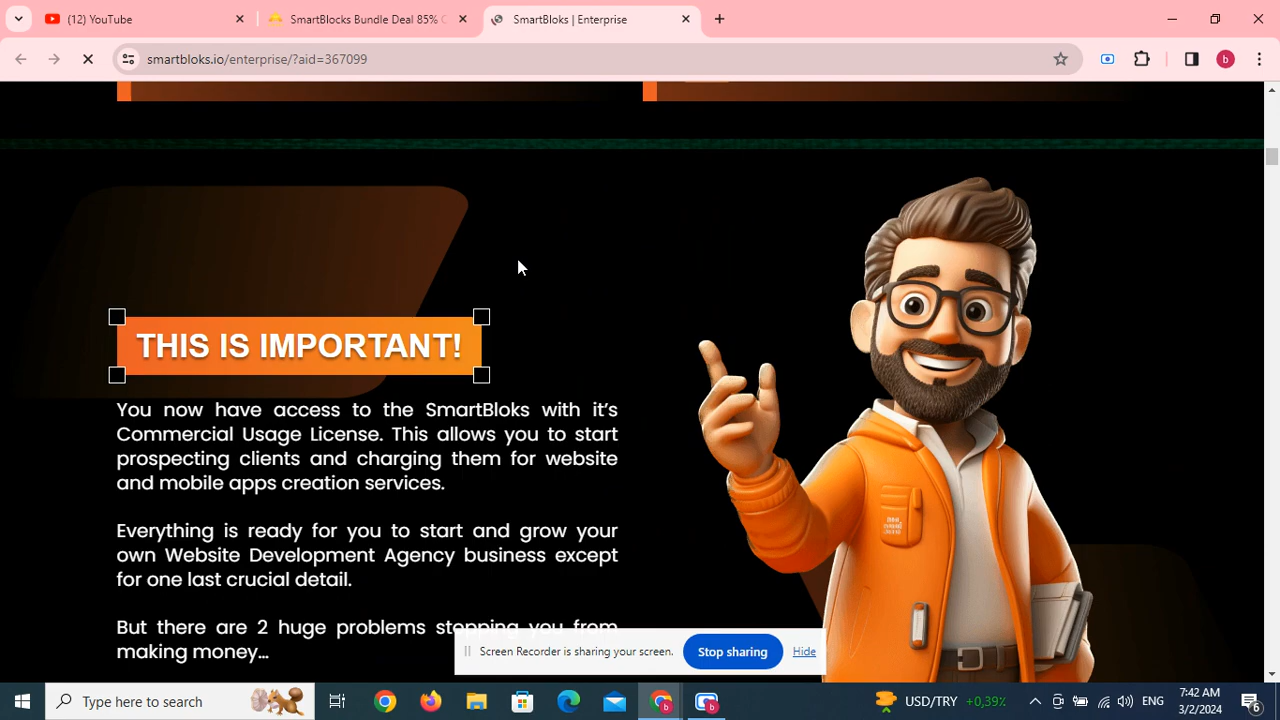 (12) YouTube
SmartBlocks Bundle Deal 85%
SmartBloks | Enterprise
smartbloks.io/enterprise/?aid=367099
b
THIS IS IMPORTANT!
You now have access to the SmartBloks with it's
Commercial Usage License. This allows you to start
prospecting clients and charging them for website
and mobile apps creation services.
Everything is ready for you to start and grow your
own Website Development Agency business except
for one last crucial detail.
But there are 2 huge problems stopping you from
making money...
Screen Recorder is sharing your screen.
Stop sharing
Hide
Type here to search
USD/TRY +0,39%
ENG
7:42 AM
3/2/2024
6